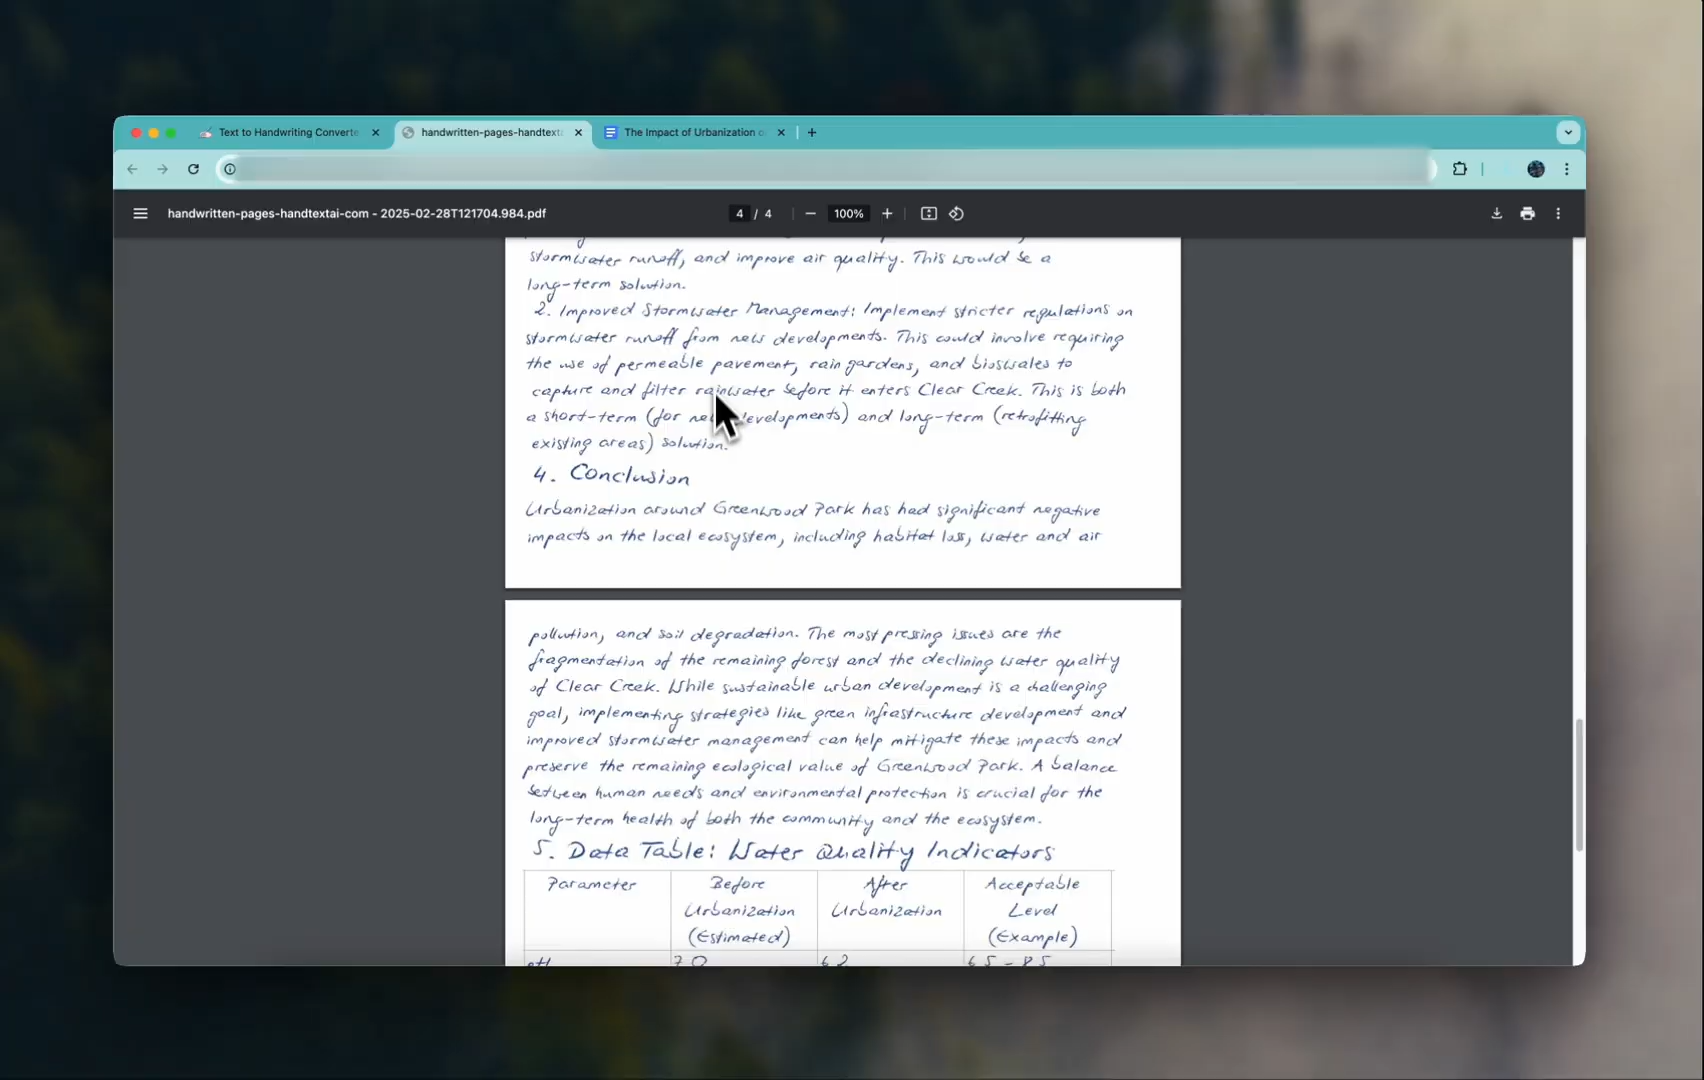 Text to Handwriting Converte
handwritten-pages-handtext
The Impact of Urbanization o
handwritten-pages-handtextai-com - 2025-02-28T121704.984.pdf
4 / 4
100%
stormwater runoff, and improve air quality. This would be a
long-term solution.
2. Improved Stormwater Management: Implement stricter regulations on
stormwater runoff from new developments. This could involve requiring
the use of permeable pavement, rain gardens, and bioswales to
capture and filter rainwater before it enters Clear Creek. This is both
a short-term (for new developments) and long-term (retrofitting
existing areas) solution.
4. Conclusion
Urbanization around Greenwood Park has had significant negative
impacts on the local ecosystem, including habitat loss, water and air
pollution, and soil degradation. The most pressing issues are the
fragmentation of the remaining forest and the declining water quality
of Clear Creek. While sustainable urban development is a challenging
goal, implementing strategies like green infrastructure development and
improved stormwater management can help mitigate these impacts and
preserve the remaining ecological value of Greenwood Park. A balance
between human needs and environmental protection is crucial for the
long-term health of both the community and the ecosystem.
5. Data Table: Water Quality Indicators
Parameter
Before
Urbanization
(Estimated)
After
Urbanization
Acceptable
Level
(Example)
pH
7.0
6.2
6.5 - 8.5